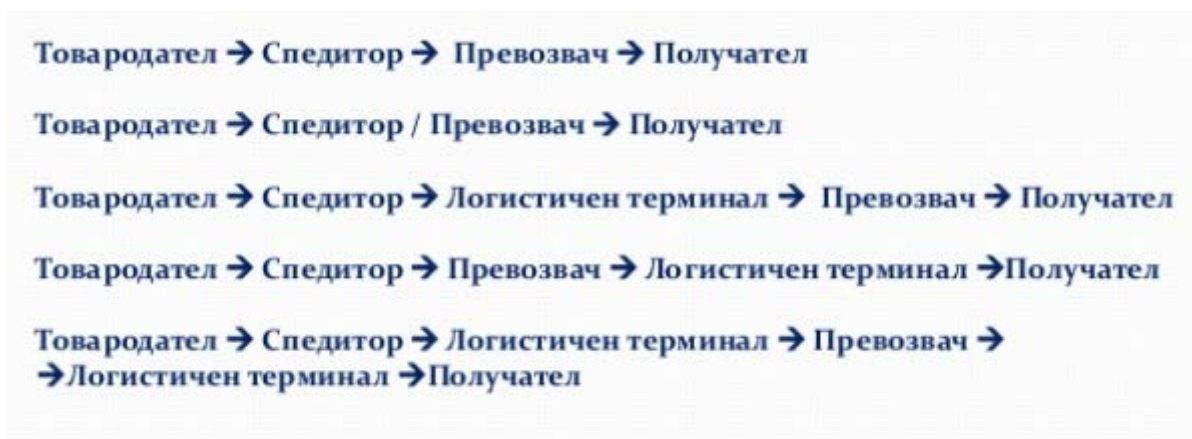 Товародател → Спедитор → Превозвач → Получател
Товародател → Спедитор / Превозвач → Получател
Товародател → Спедитор → Логистичен терминал → Превозвач → Получател
Товародател → Спедитор → Превозвач → Логистичен терминал →Получател
Товародател → Спедитор → Логистичен терминал → Превозвач →
→Логистичен терминал →Получател